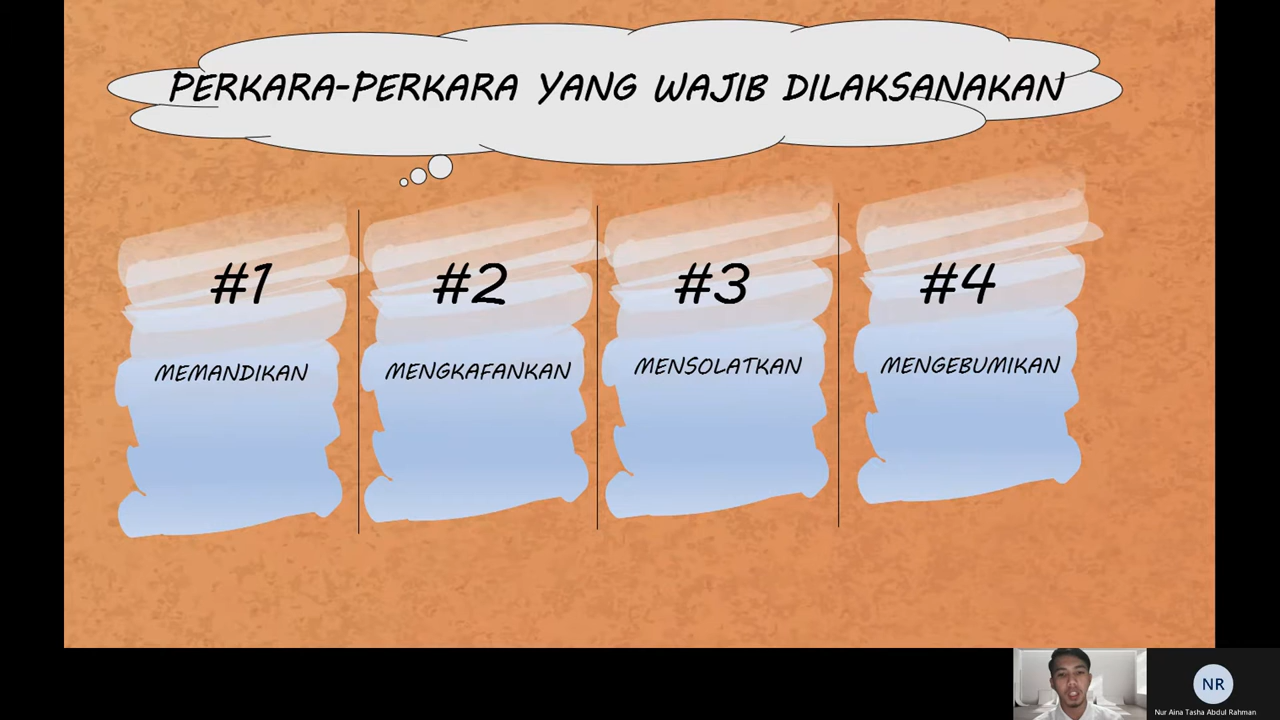 PERKARA-PERKARA YANG WAJIB DILAKSANAKAN
#1
MEMANDIKAN
#2
MENGKAFANKAN
#3
MENSOLATKAN
#4
MENGEBUMIKAN
NR
Nur Aina Tasha Abdul Rahman